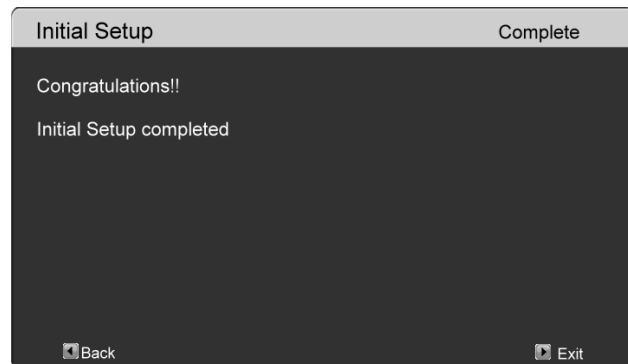 Initial Setup Complete
Congratulations!!
Initial Setup completed
Back Exit